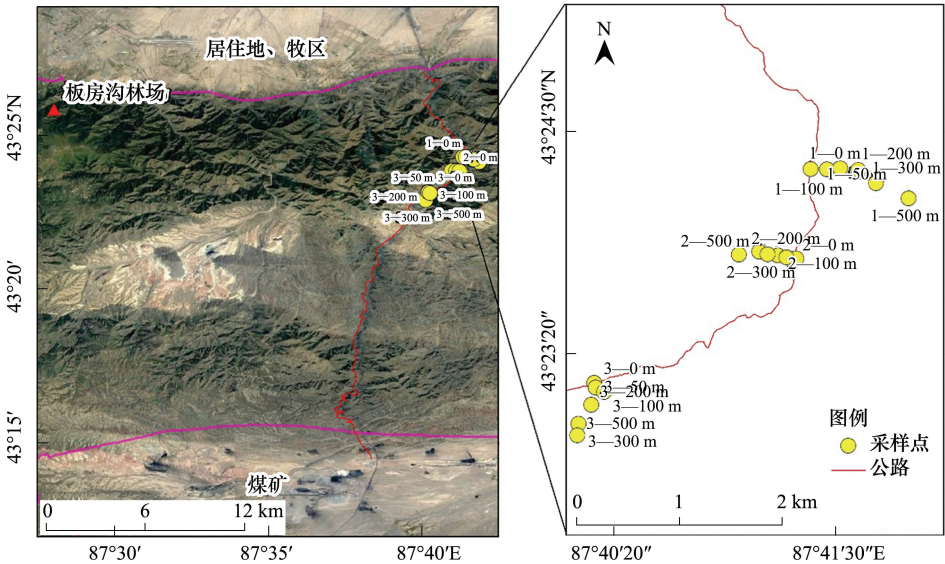 居住地、牧区
板房沟林场
1—0 m
2—0 m
3—50 m
3—0 m
3—200 m
3—100 m
3—300 m
3—500 m
煤矿
0 6 12 km
43°25′N
43°20′
43°15′
87°30′
87°35′
87°40′E
N
1—0 m
1—200 m
1—50 m
1—300 m
1—100 m
1—500 m
2—500 m
2—200 m
2—0 m
2—300 m
2—100 m
3—0 m
3—50 m
3—200 m
3—100 m
3—500 m
3—300 m
图例
采样点
公路
0 1 2 km
43°24′30″N
43°23′20″
87°40′20″
87°41′30″E